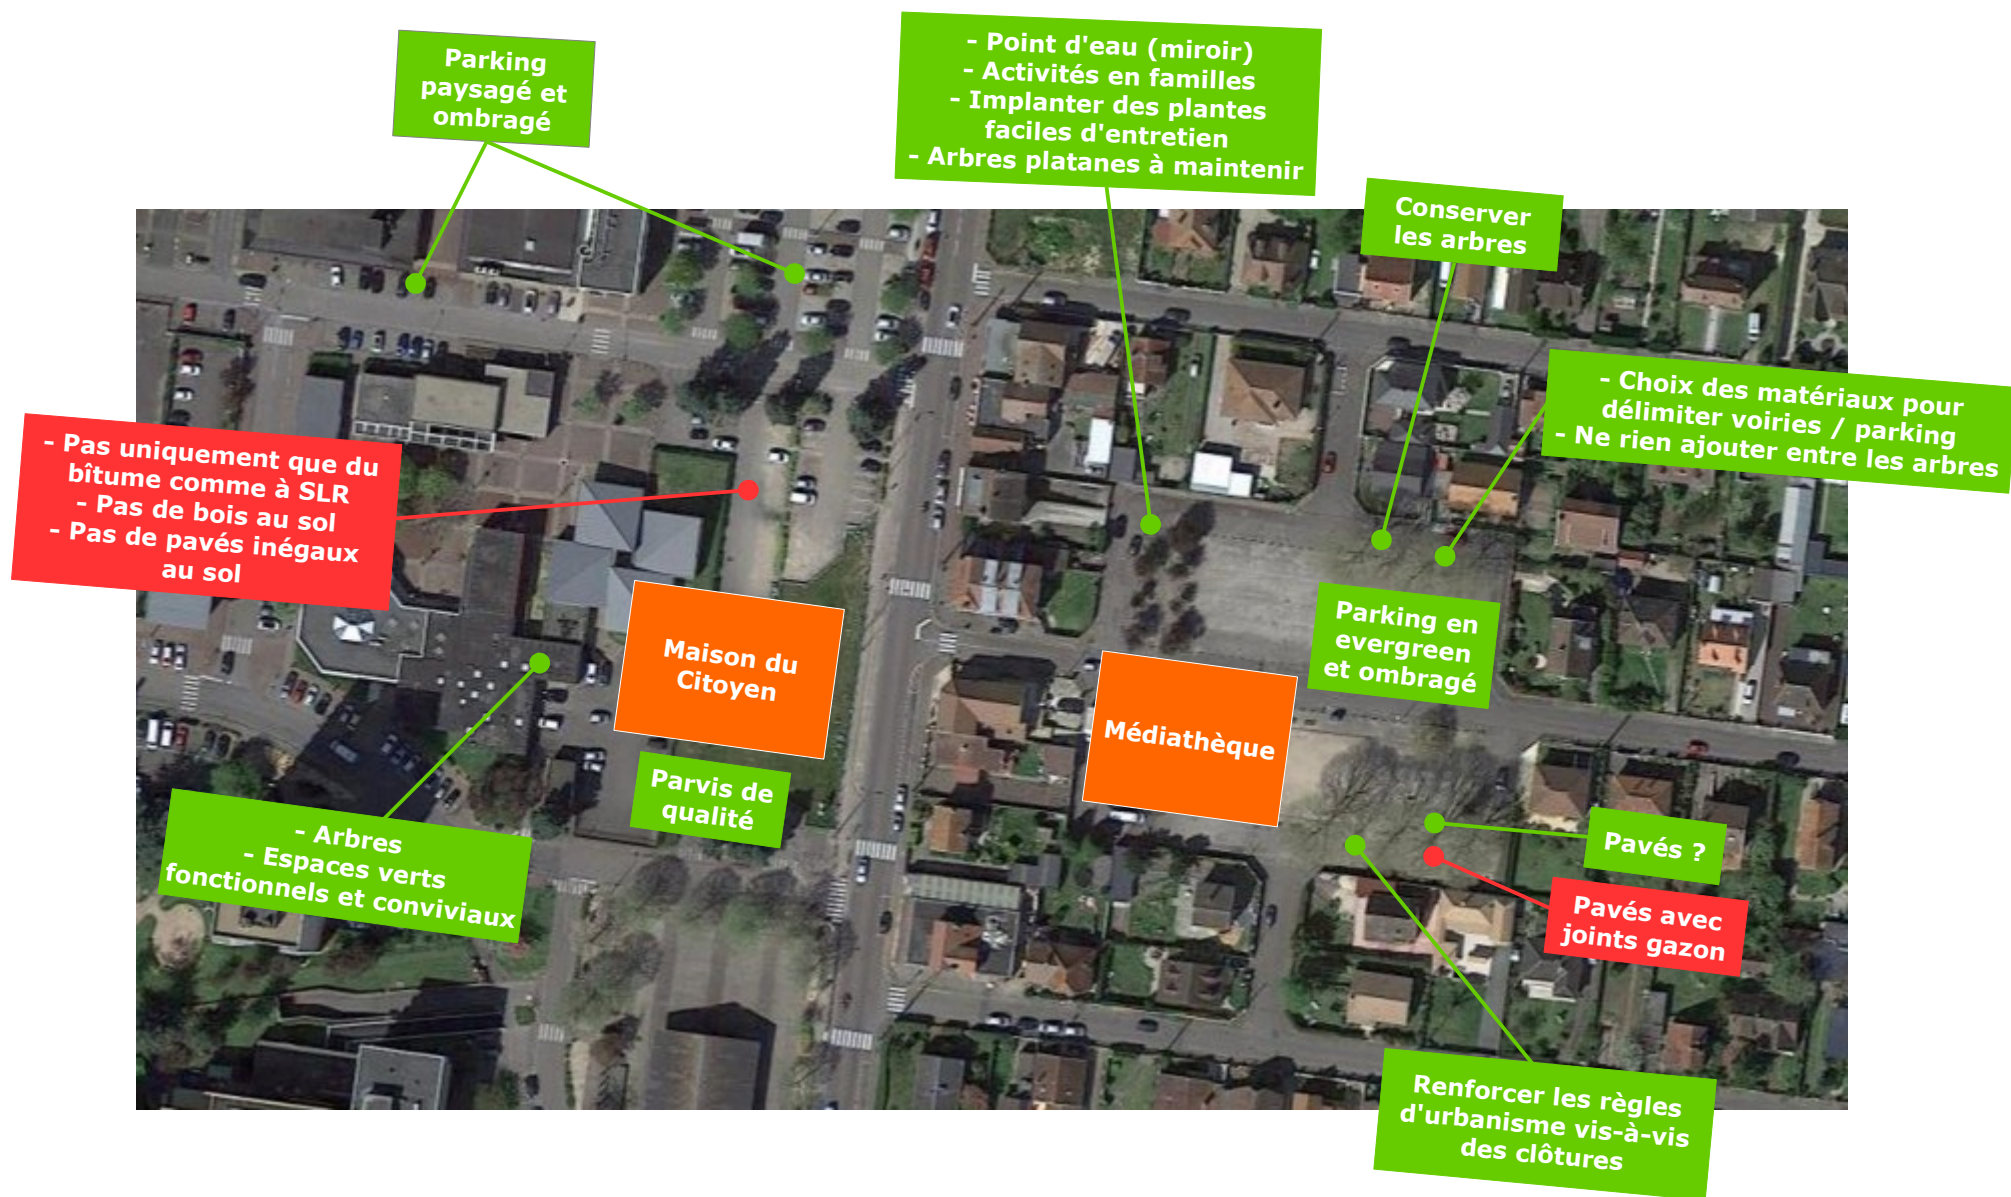 Parking
paysagé et
ombragé
- Point d'eau (miroir)
- Activités en familles
- Implanter des plantes
faciles d'entretien
- Arbres platanes à maintenir
Conserver
les arbres
- Choix des matériaux pour
délimiter voiries / parking
- Ne rien ajouter entre les arbres
- Pas uniquement que du
bîtume comme à SLR
- Pas de bois au sol
- Pas de pavés inégaux
au sol
Parking en
evergreen
et ombragé
Maison du
Citoyen
Médiathèque
Parvis de
qualité
- Arbres
- Espaces verts
fonctionnels et conviviaux
Pavés ?
Pavés avec
joints gazon
Renforcer les règles
d'urbanisme vis-à-vis
des clôtures